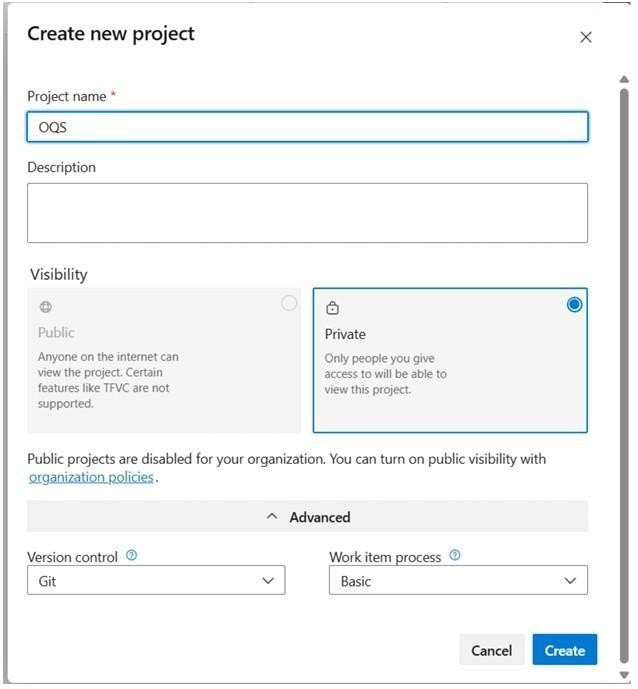 Create new project
Project name *
OQS
Description
Visibility
Public
Anyone on the internet can
view the project. Certain
features like TFVC are not
supported.
Private
Only people you give
access to will be able to
view this project.
Public projects are disabled for your organization. You can turn on public visibility with
organization policies.
Advanced
Version control ?
Git
Work item process ?
Basic
Cancel
Create